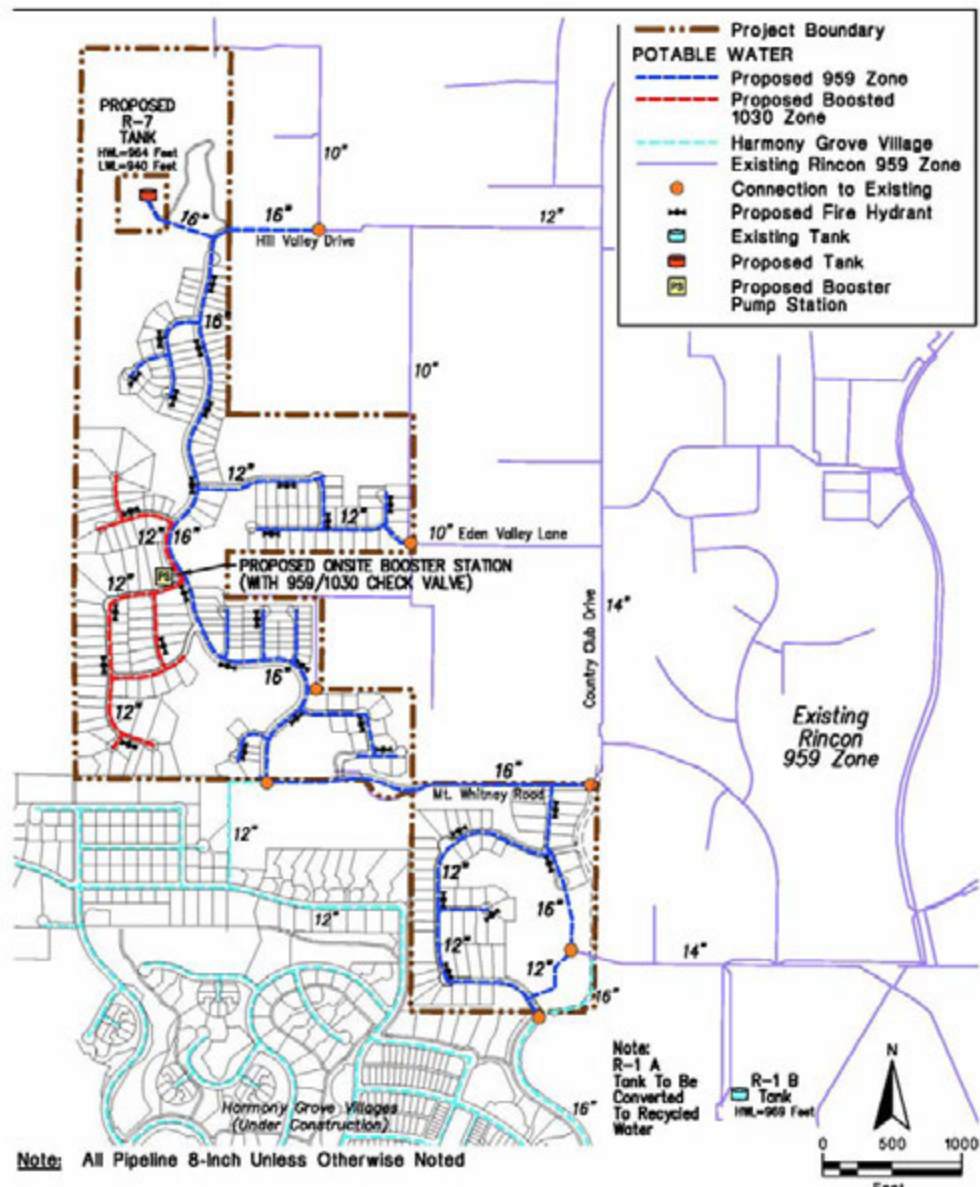 Project Boundary
POTABLE WATER
Proposed 959 Zone
Proposed Boosted
1030 Zone
Harmony Grove Village
Existing Rincon 959 Zone
Connection to Existing
Proposed Fire Hydrant
Existing Tank
Proposed Tank
PS
Proposed Booster
Pump Station
PROPOSED
R-7
TANK
HWL=964 Feet
LWL=940 Feet
10"
16"
16"
12"
Hill Valley Drive
16"
10"
12"
12"
12"
16"
10" Eden Valley Lane
PROPOSED ONSITE BOOSTER STATION
(WITH 959/1030 CHECK VALVE)
PS
12"
14"
Country Club Drive
16"
12"
Existing
Rincon
959 Zone
16"
Mt. Whitney Road
12"
12"
12"
16"
12"
12"
14"
16"
Note:
R-1 A
Tank To Be
Converted
To Recycled
Water
R-1 B
Tank
HWL=969 Feet
N
16"
Harmony Grove Villages
(Under Construction)
0 500 1000
Feet
Note: All Pipeline 8-Inch Unless Otherwise Noted